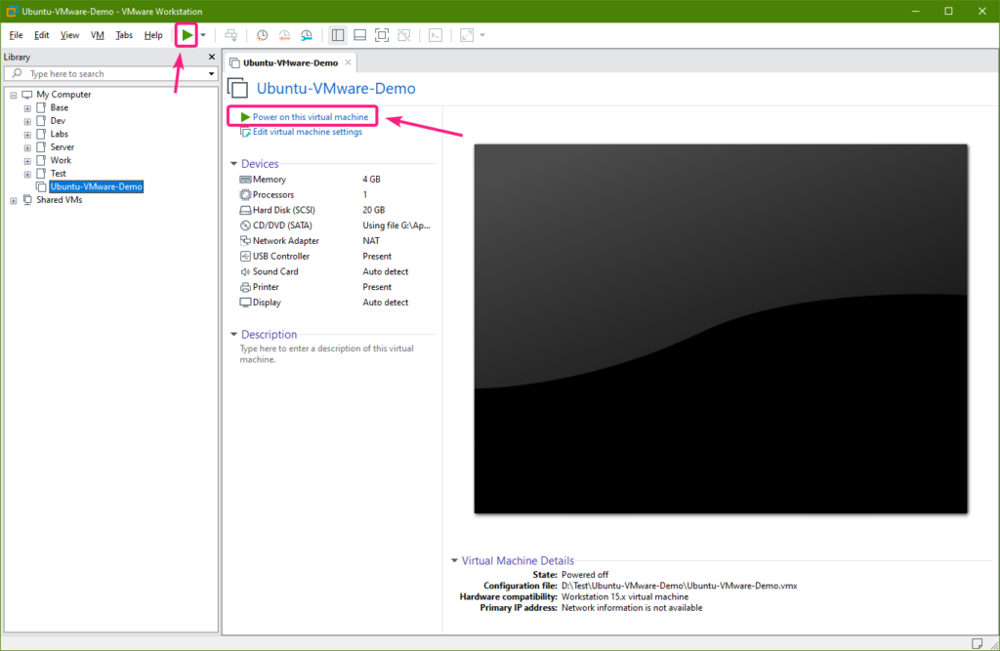 Ubuntu-VMware-Demo - VMware Workstation
File Edit View VM Tabs Help
Library
Type here to search
My Computer
Base
Dev
Labs
Server
Work
Test
Ubuntu-VMware-Demo
Shared VMs
Ubuntu-VMware-Demo
Ubuntu-VMware-Demo
Power on this virtual machine
Edit virtual machine settings
Devices
Memory 4 GB
Processors 1
Hard Disk (SCSI) 20 GB
CD/DVD (SATA) Using file G:\Ap...
Network Adapter NAT
USB Controller Present
Sound Card Auto detect
Printer Present
Display Auto detect
Description
Type here to enter a description of this virtual
machine.
Virtual Machine Details
State: Powered off
Configuration file: D:\Test\Ubuntu-VMware-Demo\Ubuntu-VMware-Demo.vmx
Hardware compatibility: Workstation 15.x virtual machine
Primary IP address: Network information is not available